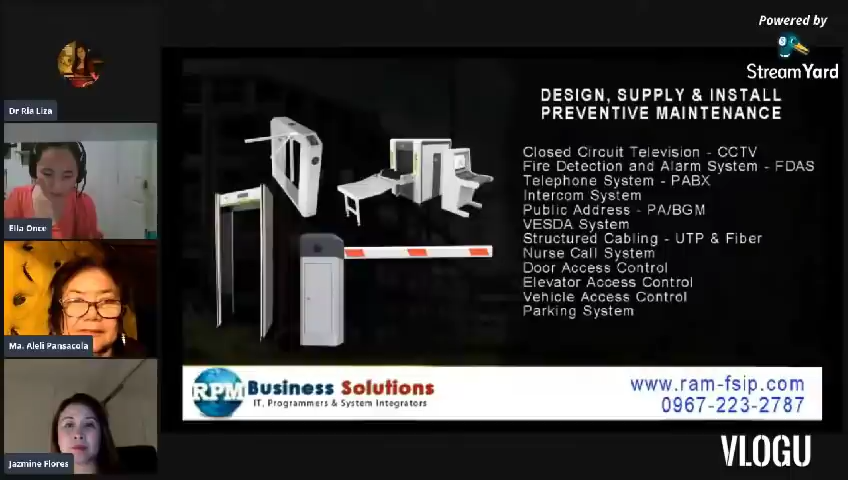 Powered by
StreamYard
Dr Ria Liza
Ella Once
Ma. Aleli Pansacola
Jazmine Flores
DESIGN, SUPPLY & INSTALL
PREVENTIVE MAINTENANCE
Closed Circuit Television - CCTV
Fire Detection and Alarm System - FDAS
Telephone System - PABX
Intercom System
Public Address - PA/BGM
VESDA System
Structured Cabling - UTP & Fiber
Nurse Call System
Door Access Control
Elevator Access Control
Vehicle Access Control
Parking System
RPM Business Solutions
IT, Programmers & System Integrators
www.ram-fsip.com
0967-223-2787
VLOGU